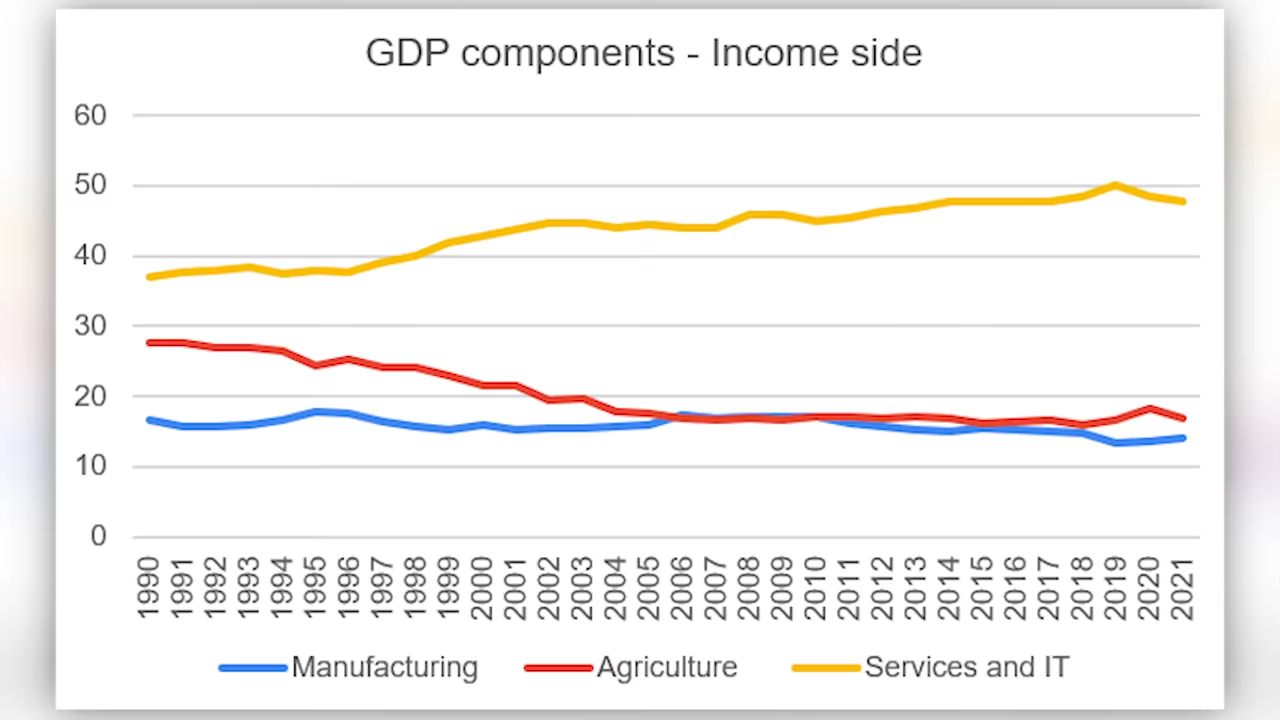 GDP components - Income side
60
50
40
30
20
10
0
1990 1991 1992 1993 1994 1995 1996 1997 1998 1999 2000 2001 2002 2003 2004 2005 2006 2007 2008 2009 2010 2011 2012 2013 2014 2015 2016 2017 2018 2019 2020 2021
Manufacturing Agriculture Services and IT